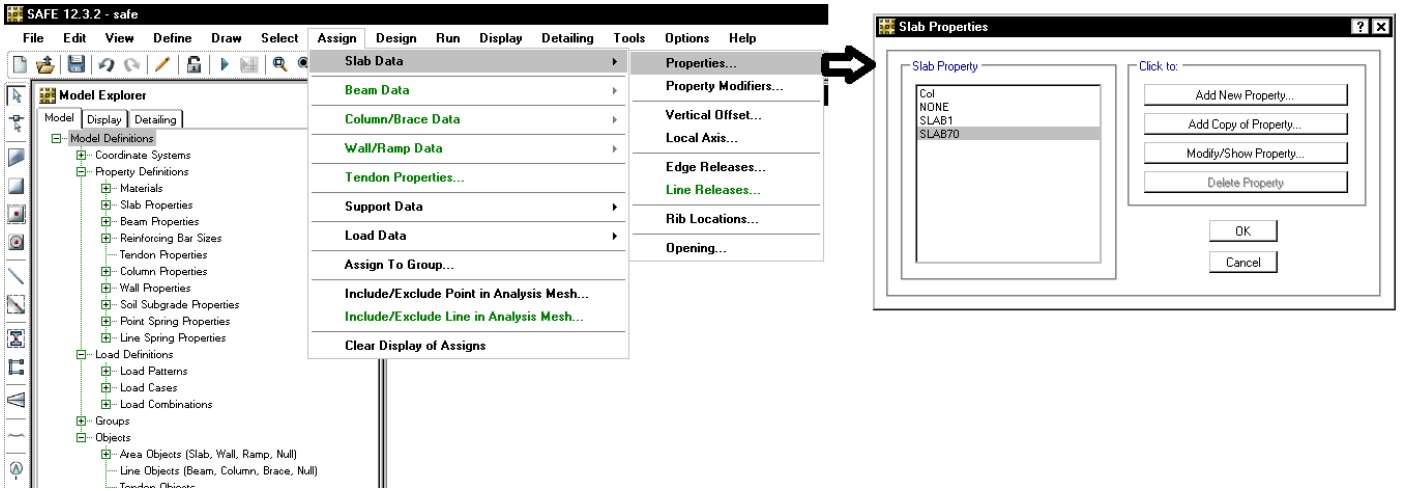 SAFE 12.3.2 - safe
File Edit View Define Draw Select Assign Design Run Display Detailing Tools Options Help
Model Explorer
Model Display Detailing
Model Definitions
Coordinate Systems
Property Definitions
Materials
Slab Properties
Beam Properties
Reinforcing Bar Sizes
Tendon Properties
Column Properties
Wall Properties
Soil Subgrade Properties
Point Spring Properties
Line Spring Properties
Load Definitions
Load Patterns
Load Cases
Load Combinations
Groups
Objects
Area Objects (Slab, Wall, Ramp, Null)
Line Objects (Beam, Column, Brace, Null)
Tendon Objects
Slab Data
Beam Data
Column/Brace Data
Wall/Ramp Data
Tendon Properties...
Support Data
Load Data
Assign To Group...
Include/Exclude Point in Analysis Mesh...
Include/Exclude Line in Analysis Mesh...
Clear Display of Assigns
Properties...
Property Modifiers...
Vertical Offset...
Local Axis...
Edge Releases...
Line Releases...
Rib Locations...
Opening...
Slab Properties
Slab Property
Col
NONE
SLAB1
SLAB70
Click to:
Add New Property...
Add Copy of Property...
Modify/Show Property...
Delete Property
OK
Cancel